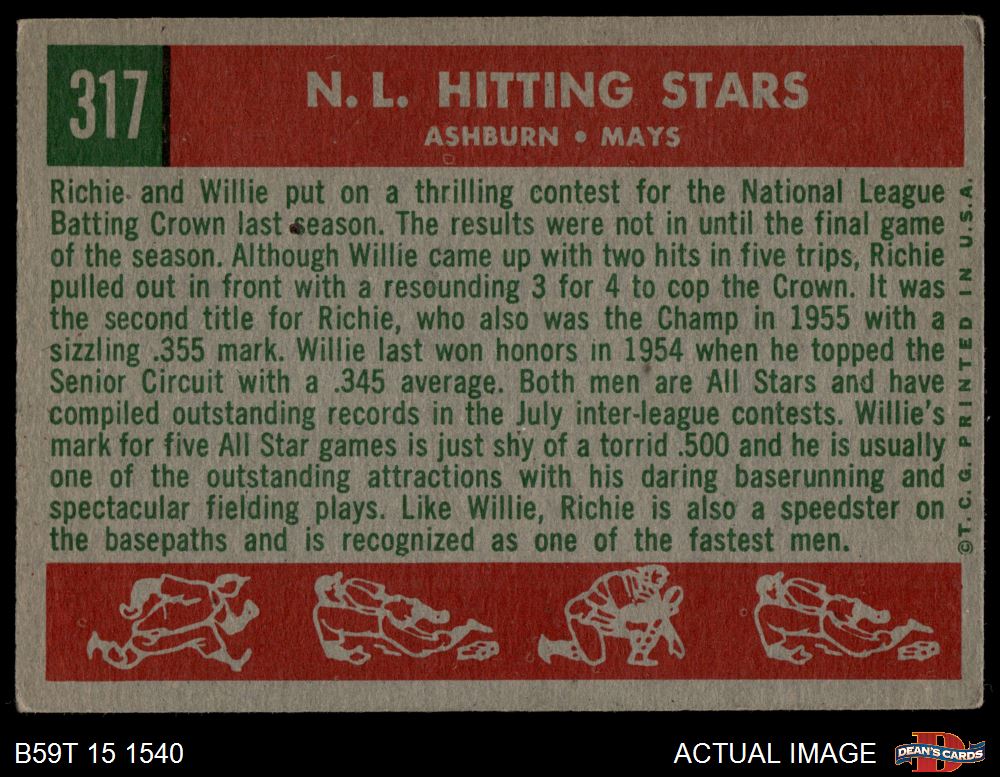 317
N. L. HITTING STARS
ASHBURN • MAYS
Richie and Willie put on a thrilling contest for the National League
Batting Crown last season. The results were not in until the final game
of the season. Although Willie came up with two hits in five trips, Richie
pulled out in front with a resounding 3 for 4 to cop the Crown. It was
the second title for Richie, who also was the Champ in 1955 with a
sizzling .355 mark. Willie last won honors in 1954 when he topped the
Senior Circuit with a .345 average. Both men are All Stars and have
compiled outstanding records in the July inter-league contests. Willie's
mark for five All Star games is just shy of a torrid .500 and he is usually
one of the outstanding attractions with his daring baserunning and
spectacular fielding plays. Like Willie, Richie is also a speedster on
the basepaths and is recognized as one of the fastest men.
©T. C. G. PRINTED IN U.S.A.
B59T 15 1540
ACTUAL IMAGE
D
DEAN'S CARDS